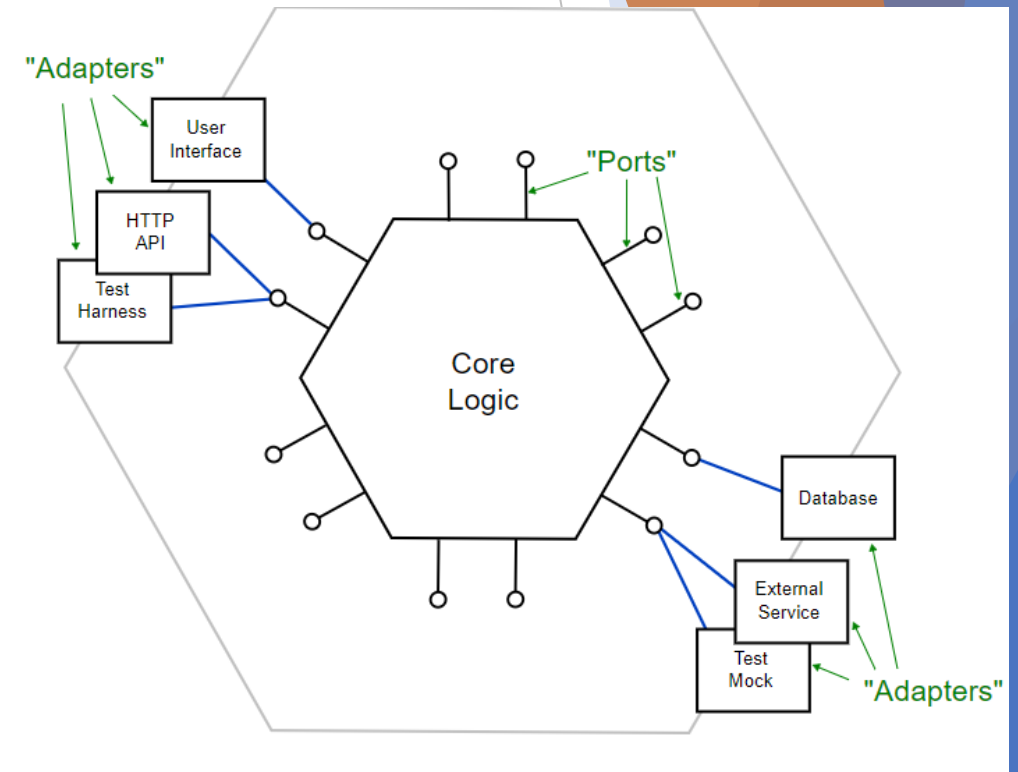 "Adapters"
User
Interface
HTTP
API
Test
Harness
"Ports"
Core
Logic
Database
External
Service
Test
Mock
"Adapters"